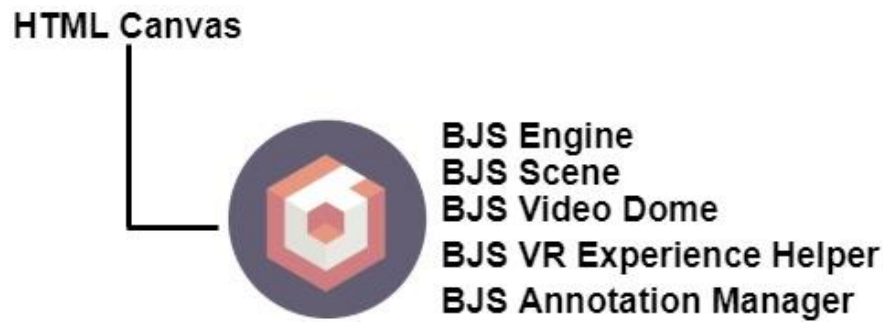 HTML Canvas
BJS Engine
BJS Scene
BJS Video Dome
BJS VR Experience Helper
BJS Annotation Manager